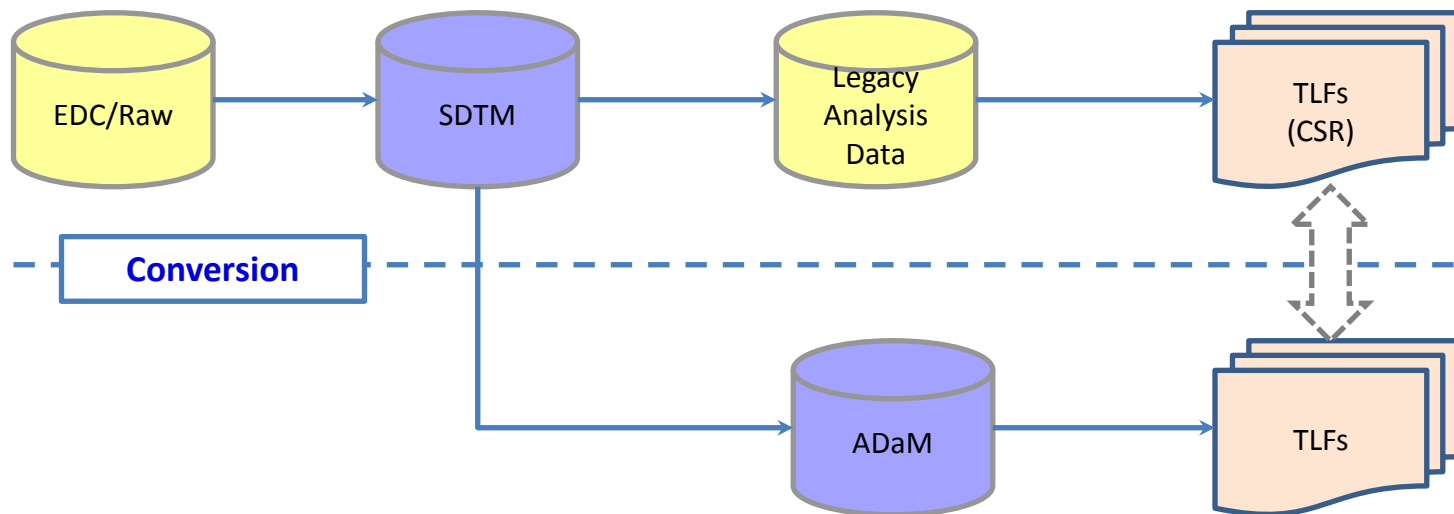 EDC/Raw
SDTM
Legacy
Analysis
Data
TLFs
(CSR)
Conversion
ADaM
TLFs